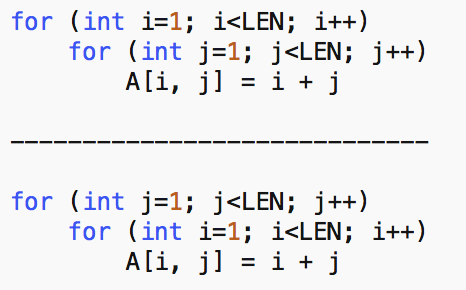 for (int i=1; i<LEN; i++)
    for (int j=1; j<LEN; j++)
        A[i, j] = i + j
-----------------------------
for (int j=1; j<LEN; j++)
    for (int i=1; i<LEN; i++)
        A[i, j] = i + j